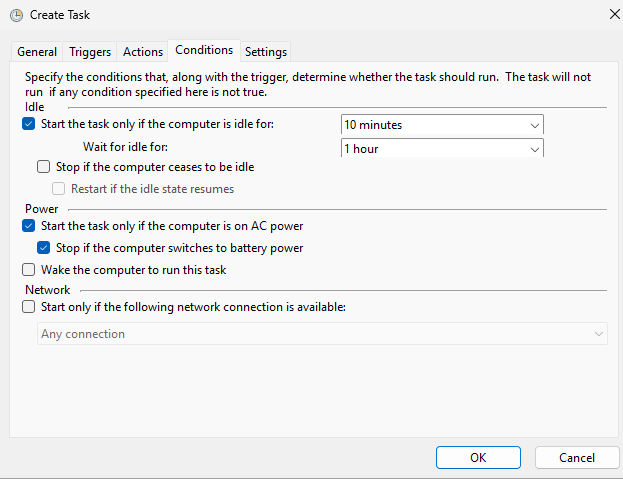 Create Task
General Triggers Actions Conditions Settings
Specify the conditions that, along with the trigger, determine whether the task should run. The task will not
run if any condition specified here is not true.
Idle
Start the task only if the computer is idle for: 10 minutes
Wait for idle for: 1 hour
Stop if the computer ceases to be idle
Restart if the idle state resumes
Power
Start the task only if the computer is on AC power
Stop if the computer switches to battery power
Wake the computer to run this task
Network
Start only if the following network connection is available:
Any connection
OK Cancel